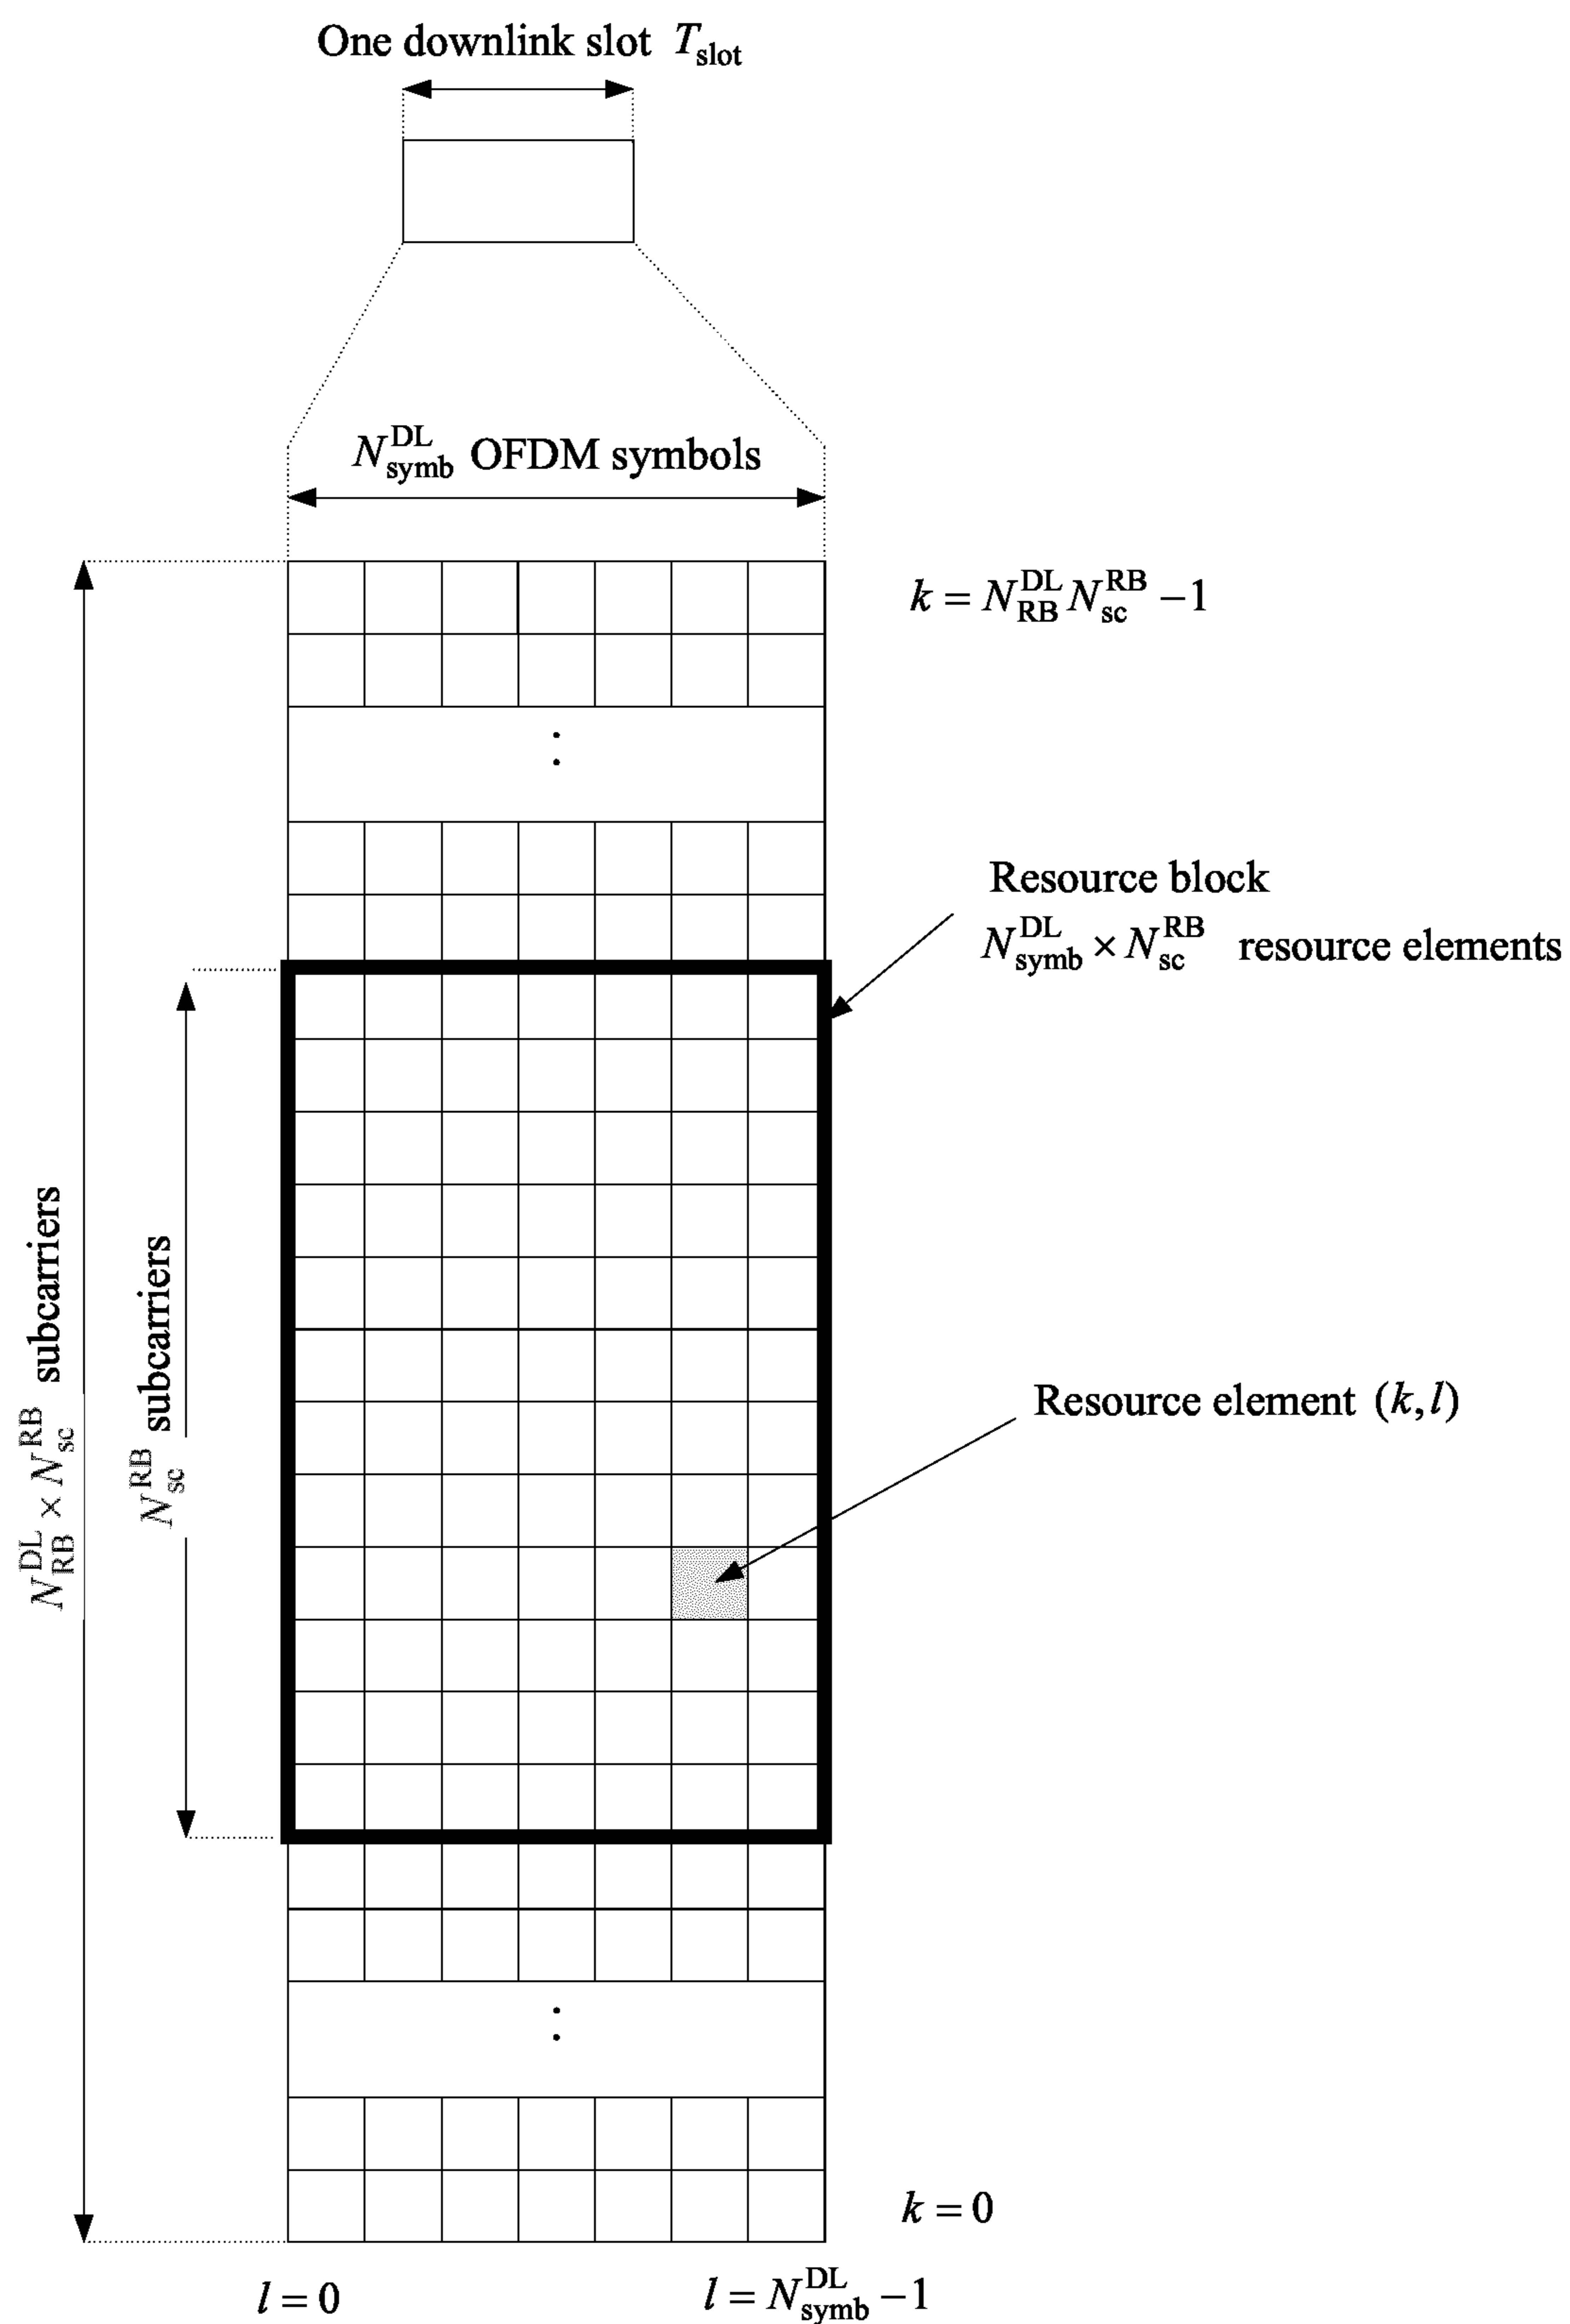 One downlink slot T_slot
N_symb^DL OFDM symbols
k = N_RB^DL N_sc^RB − 1
Resource block
N_symb^DL × N_sc^RB resource elements
N_RB^DL × N_sc^RB subcarriers
N_sc^RB subcarriers
Resource element (k, l)
:
:
k = 0
l = 0
l = N_symb^DL − 1